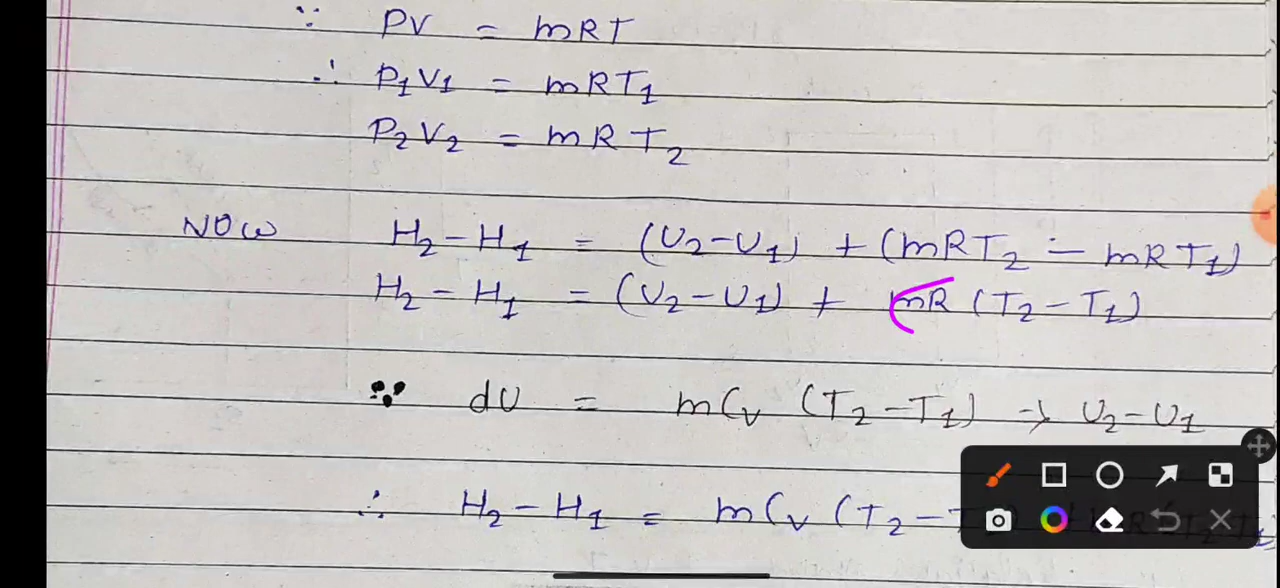 ∵ PV = mRT
∴ P1V1 = mRT1
P2V2 = mRT2
NOW H2-H1 = (U2-U1) + (mRT2 - mRT1)
H2-H1 = (U2-U1) + mR (T2-T1)
∵ dU = mCv (T2-T1) → U2-U1
∴ H2-H1 = mCv (T2-